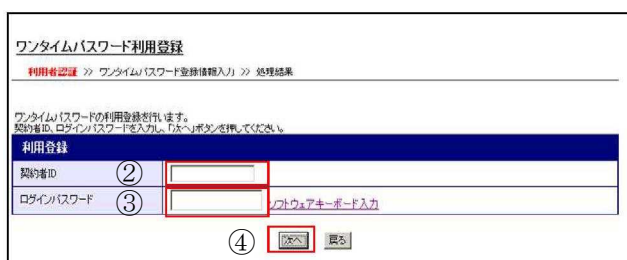 ワンタイムパスワード利用登録
利用者認証 ≫ ワンタイムパスワード登録情報入力 ≫ 処理結果
ワンタイムパスワードの利用登録を行います。
契約者ID、ログインパスワードを入力し、「次へ」ボタンを押してください。
利用登録
契約者ID ②
ログインパスワード ③ ソフトウェアキーボード入力
④ 次へ 戻る